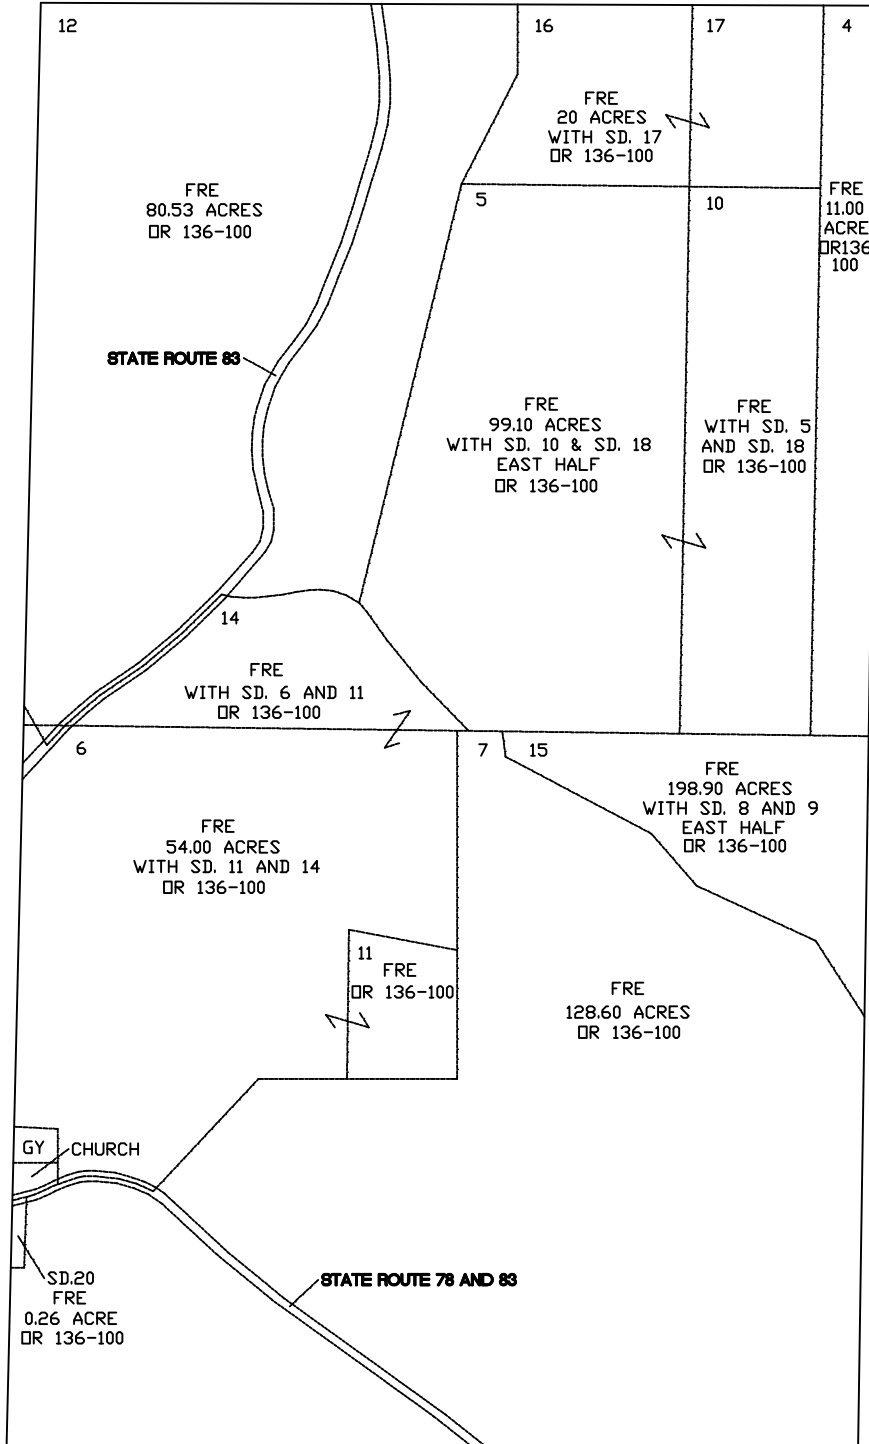 12
16
17
4
FRE
20 ACRES
WITH SD. 17
OR 136-100
FRE
80.53 ACRES
OR 136-100
5
10
FRE
11.00
ACRE
OR136
100
STATE ROUTE 83
FRE
99.10 ACRES
WITH SD. 10 & SD. 18
EAST HALF
OR 136-100
FRE
WITH SD. 5
AND SD. 18
OR 136-100
14
FRE
WITH SD. 6 AND 11
OR 136-100
6
7
15
FRE
198.90 ACRES
WITH SD. 8 AND 9
EAST HALF
OR 136-100
FRE
54.00 ACRES
WITH SD. 11 AND 14
OR 136-100
11
FRE
OR 136-100
FRE
128.60 ACRES
OR 136-100
GY
CHURCH
SD.20
FRE
0.26 ACRE
OR 136-100
STATE ROUTE 78 AND 83